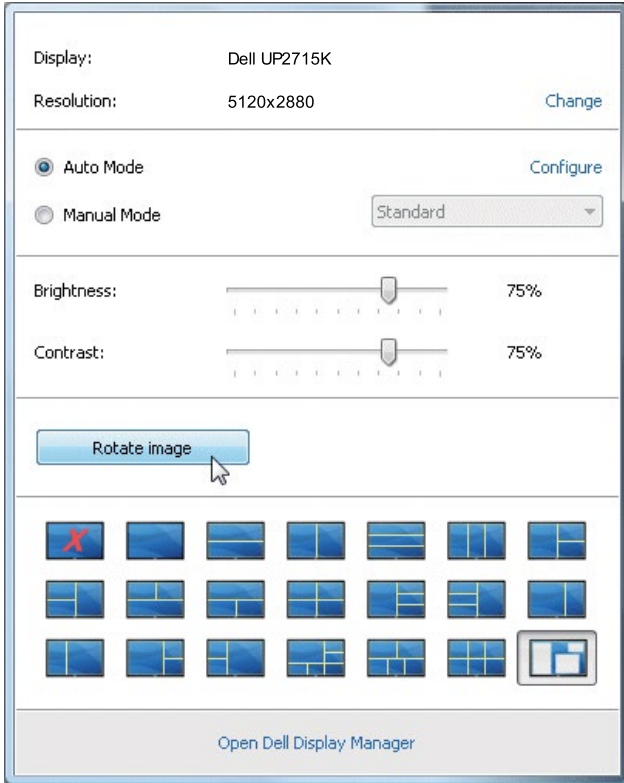 Display: Dell UP2715K
Resolution: 5120x2880 Change
Auto Mode Configure
Manual Mode Standard
Brightness: 75%
Contrast: 75%
Rotate image
Open Dell Display Manager